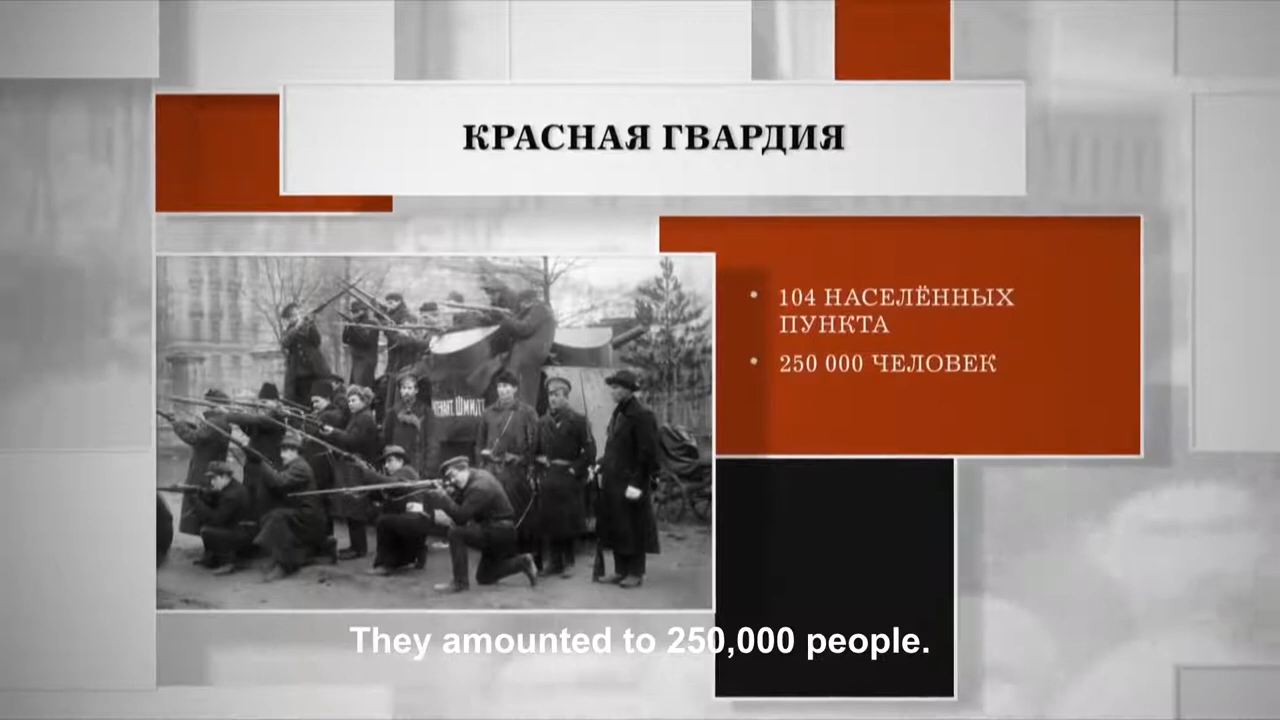 КРАСНАЯ ГВАРДИЯ
• 104 НАСЕЛЁННЫХ
ПУНКТА
• 250 000 ЧЕЛОВЕК
They amounted to 250,000 people.